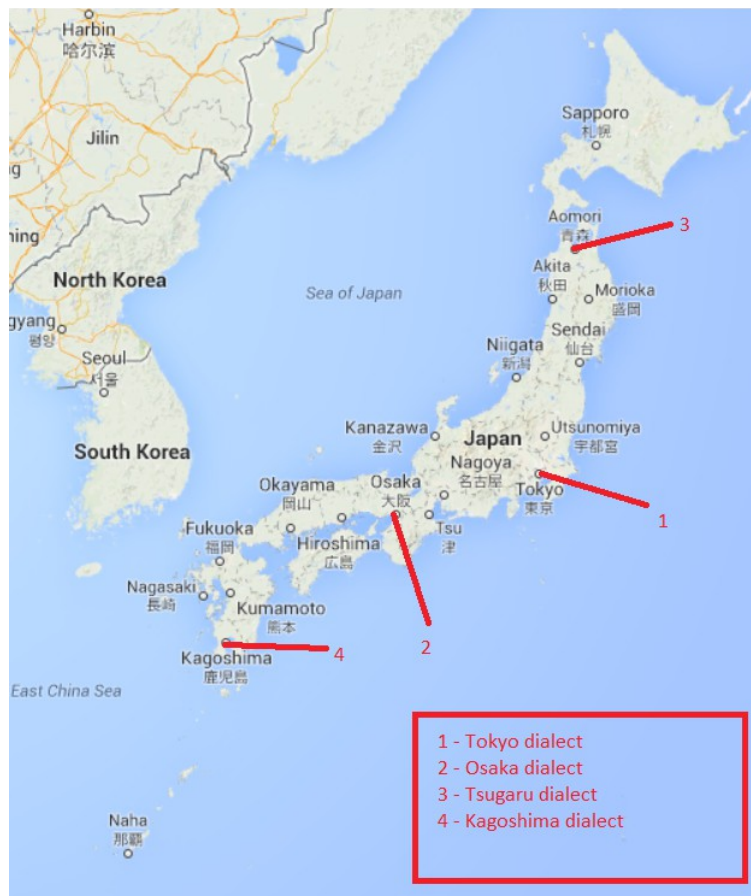 Harbin
哈尔滨
Jilin
Sapporo
札幌
Aomori
青森
3
ning
Akita
秋田
Morioka
盛岡
North Korea
Sea of Japan
Sendai
仙台
gyang
평양
Niigata
新潟
Seoul
서울
Kanazawa
金沢
Japan
Utsunomiya
宇都宮
South Korea
Nagoya
名古屋
Okayama
岡山
Osaka
大阪
Tokyo
東京
1
Tsu
津
Fukuoka
福岡
Hiroshima
広島
Nagasaki
長崎
Kumamoto
熊本
2
4
Kagoshima
鹿児島
East China Sea
1 - Tokyo dialect
2 - Osaka dialect
3 - Tsugaru dialect
4 - Kagoshima dialect
Naha
那覇